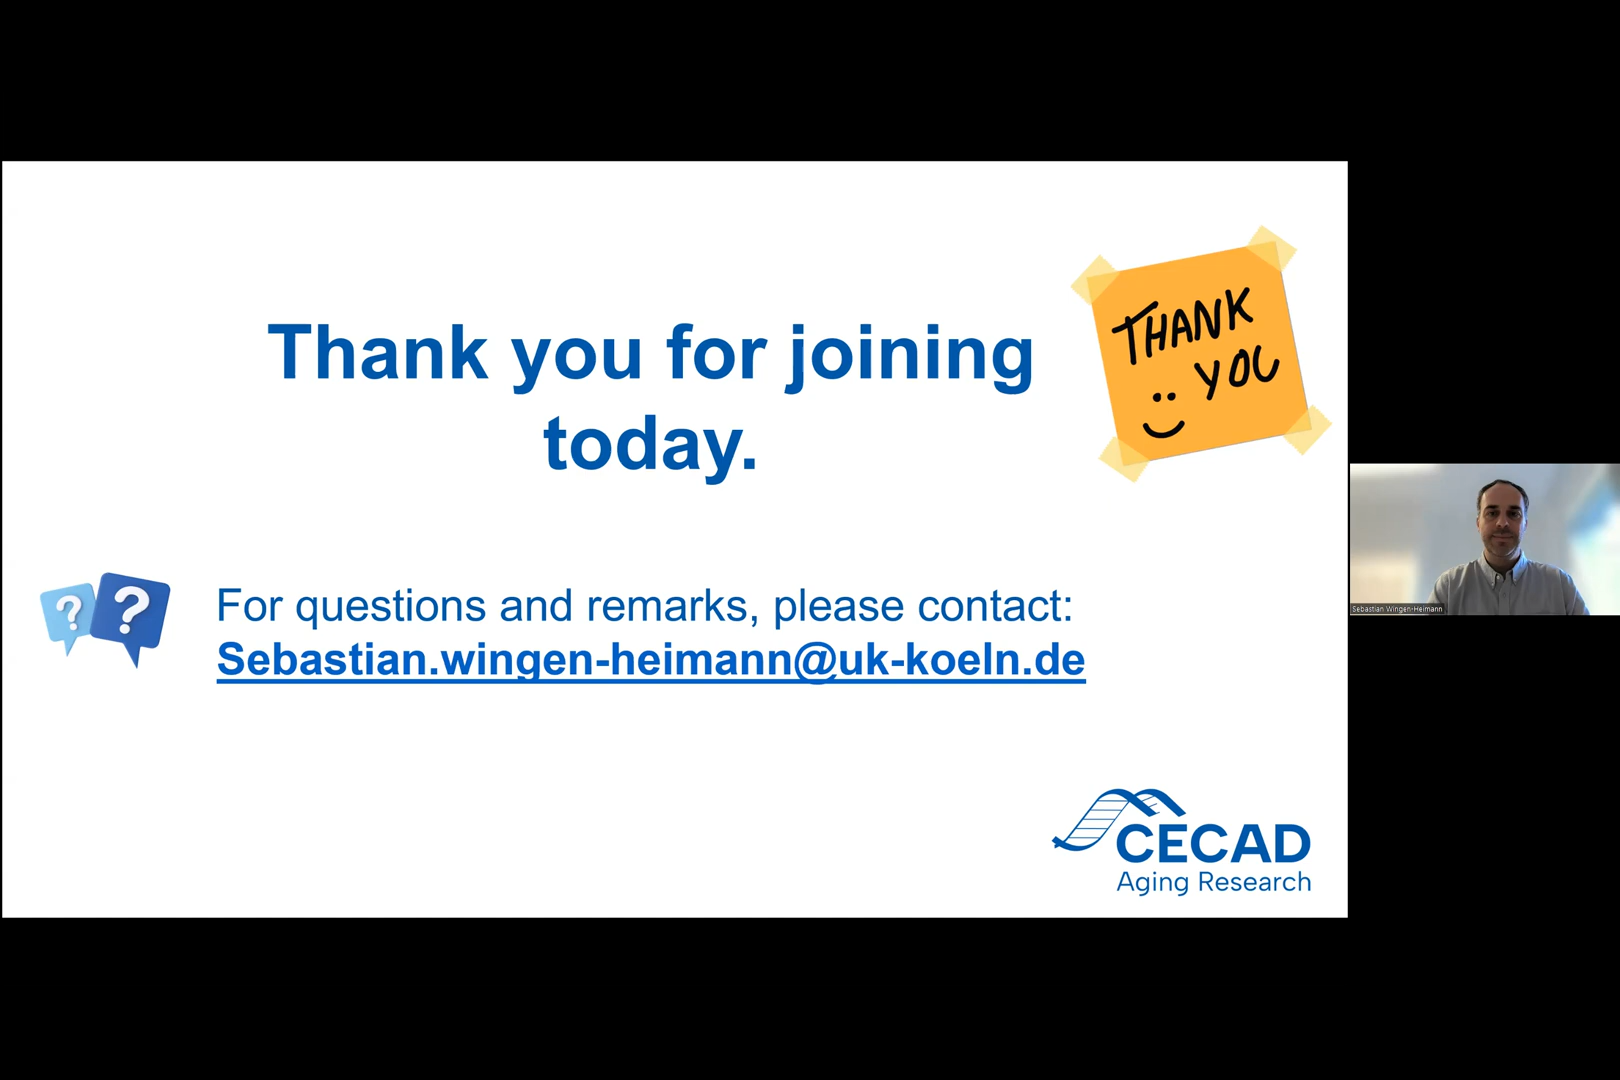 Thank you for joining
today.
THANK
YOU
For questions and remarks, please contact:
Sebastian.wingen-heimann@uk-koeln.de
CECAD
Aging Research
Sebastian Wingen-Heimann
? ?